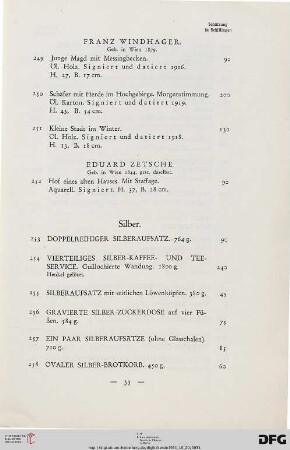 Schätzung
in Schillingen
FRANZ WINDHAGER.
Geb. in Wien 1879.
249 Junge Magd mit Messingbecken. 90
Öl. Holz. Signiert und datiert 1916.
H. 27, B. 17 cm.
250 Schäfer mit Herde im Hochgebirge. Morgenstimmung. 200
Öl. Karton. Signiert und datiert 1919.
H. 43, B. 54 cm.
251 Kleine Stadt im Winter. 130
Öl. Holz. Signiert und datiert 1918.
H. 13, B. 18 cm.
EDUARD ZETSCHE
Geb. in Wien 1844, gest. daselbst.
252 Hof eines alten Hauses. Mit Staffage. 90
Aquarell. Signiert. H. 37, B. 28 cm.
Silber.
253 DOPPELREIHIGER SILBERAUFSATZ. 764 g. 90
254 VIERTEILIGES SILBER-KAFFEE- UND TEE-
SERVICE. Guillochierte Wandung. 1800 g. 240
Henkel gelötet.
255 SILBERAUFSATZ mit seitlichen Löwenköpfen. 380 g. 45
256 GRAVIERTE SILBER-ZUCKERDOSE auf vier Fü-
ßen. 584 g. 75
257 EIN PAAR SILBERAUFSÄTZE (ohne Glasschalen).
720 g. 85
258 OVALER SILBER-BROTKORB. 450 g. 60
— 33 —
DFG